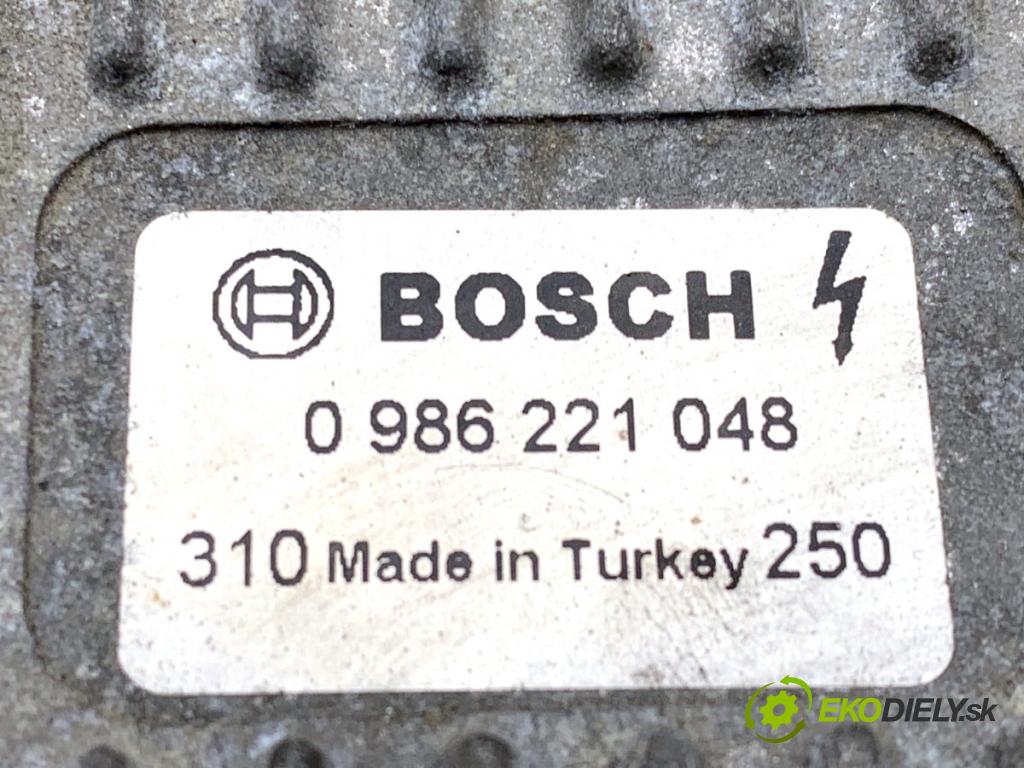 BOSCH
0 986 221 048
310 Made in Turkey 250
EKODIELY.sk